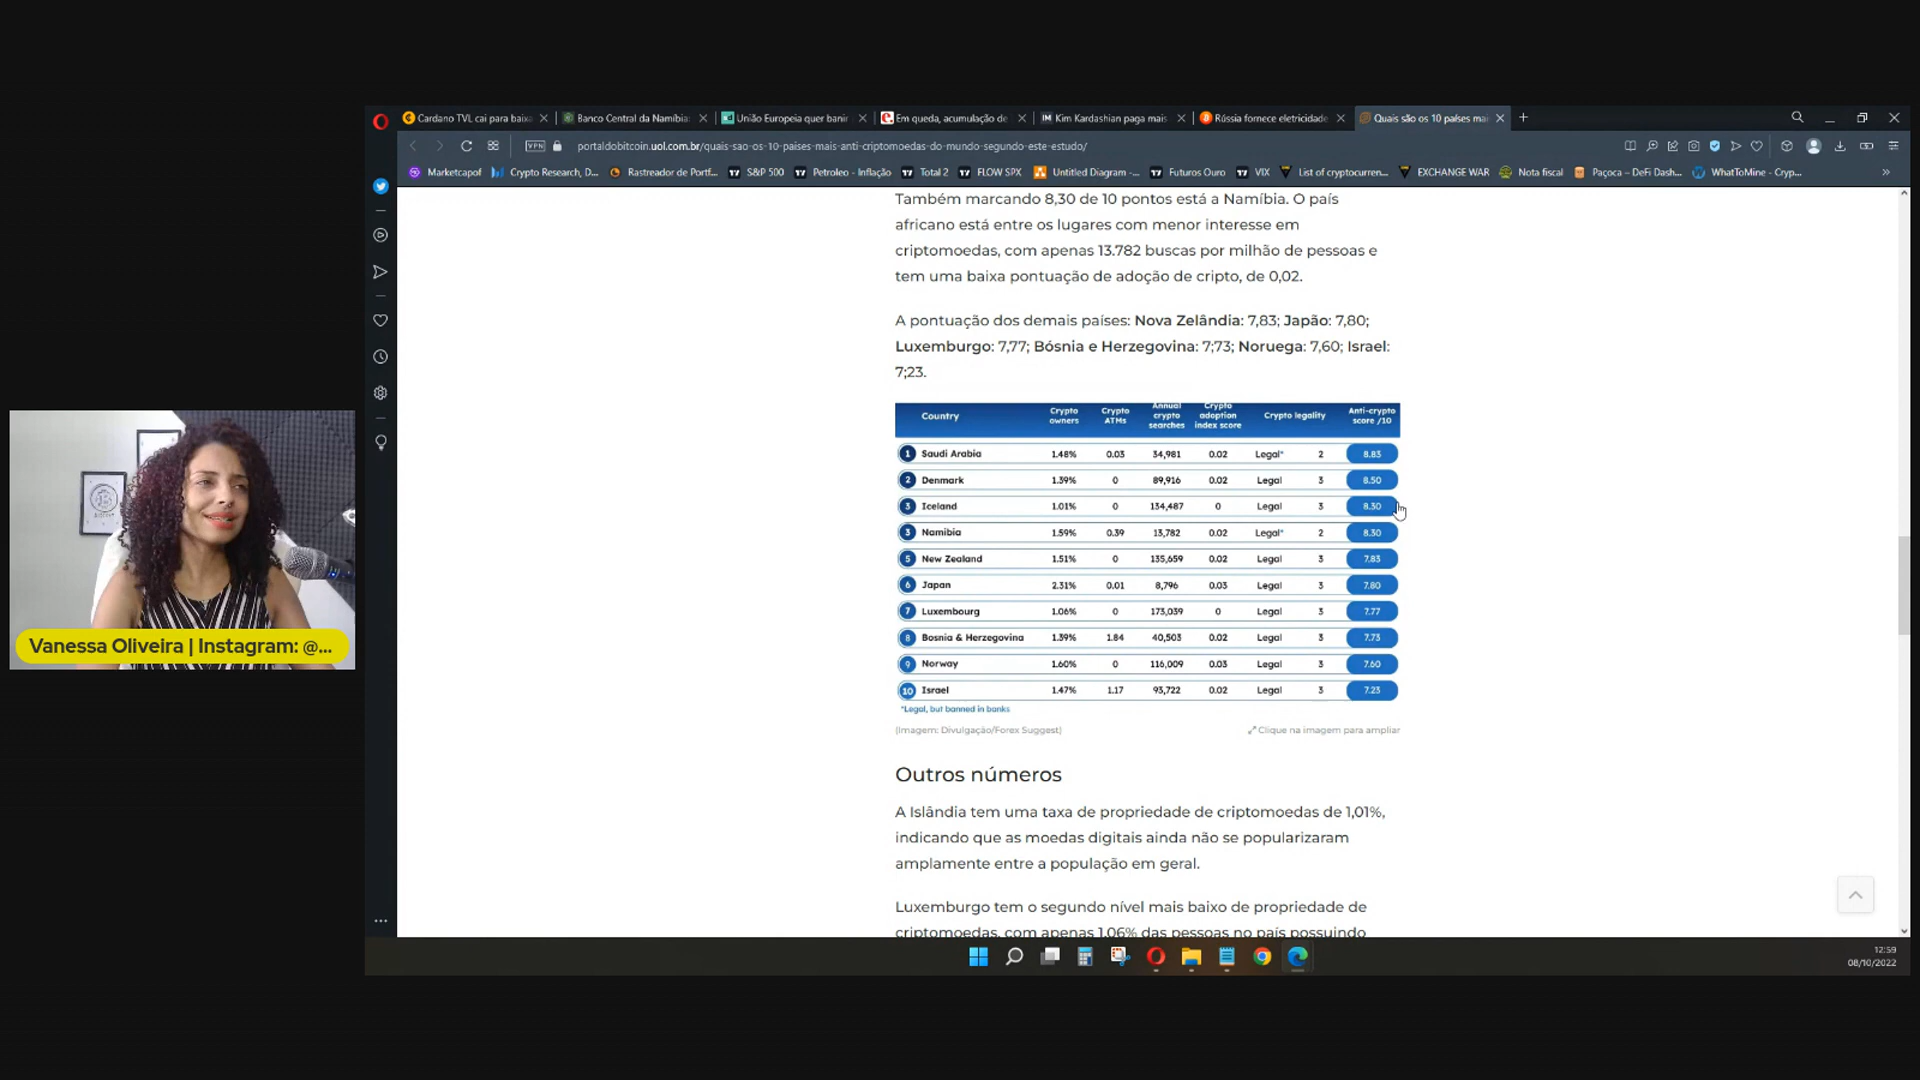 Cardano TVL cai para baixa
Banco Central da Namíbia:
União Europeia quer banir
Em queda, acumulação de
Kim Kardashian paga mais
Rússia fornece eletricidade
Quais são os 10 países mai
VPN
portaldobitcoin.uol.com.br/quais-sao-os-10-paises-mais-anti-criptomoedas-do-mundo-segundo-este-estudo/
Marketcapof
Crypto Research, D...
Rastreador de Portf...
S&P 500
Petroleo - Inflação
Total 2
FLOW SPX
Untitled Diagram -...
Futuros Ouro
VIX
List of cryptocurren...
EXCHANGE WAR
Nota fiscal
Paçoca – DeFi Dash...
WhatToMine - Cryp...
Também marcando 8,30 de 10 pontos está a Namíbia. O país
africano está entre os lugares com menor interesse em
criptomoedas, com apenas 13.782 buscas por milhão de pessoas e
tem uma baixa pontuação de adoção de cripto, de 0,02.
A pontuação dos demais países: Nova Zelândia: 7,83; Japão: 7,80;
Luxemburgo: 7,77; Bósnia e Herzegovina: 7;73; Noruega: 7,60; Israel:
7;23.
Country Crypto owners Crypto ATMs Annual crypto searches Crypto adoption index score Crypto legality Anti-crypto score /10
1 Saudi Arabia 1.48% 0.03 34,981 0.02 Legal* 2 8.83
2 Denmark 1.39% 0 89,916 0.02 Legal 3 8.50
3 Iceland 1.01% 0 134,487 0 Legal 3 8.30
3 Namibia 1.59% 0.39 13,782 0.02 Legal* 2 8.30
5 New Zealand 1.51% 0 135,659 0.02 Legal 3 7.83
6 Japan 2.31% 0.01 8,796 0.03 Legal 3 7.80
7 Luxembourg 1.06% 0 173,039 0 Legal 3 7.77
8 Bosnia & Herzegovina 1.39% 1.84 40,503 0.02 Legal 3 7.73
9 Norway 1.60% 0 116,009 0.03 Legal 3 7.60
10 Israel 1.47% 1.17 93,722 0.02 Legal 3 7.23
*Legal, but banned in banks
(Imagem: Divulgação/Forex Suggest)
Clique na imagem para ampliar
Outros números
A Islândia tem uma taxa de propriedade de criptomoedas de 1,01%,
indicando que as moedas digitais ainda não se popularizaram
amplamente entre a população em geral.
Luxemburgo tem o segundo nível mais baixo de propriedade de
criptomoedas, com apenas 1,06% das pessoas no país possuindo
Vanessa Oliveira | Instagram: @...
12:59
08/10/2022